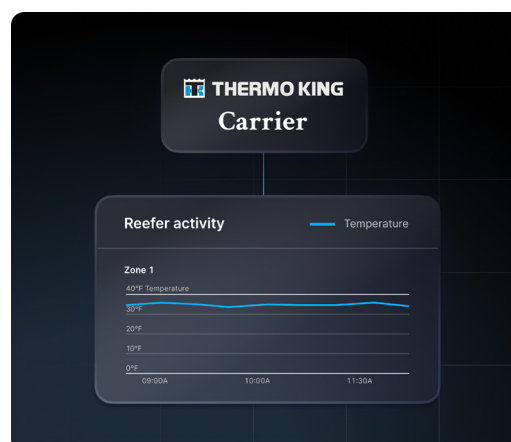 THERMO KING
Carrier
Reefer activity
Temperature
Zone 1
40°F Temperature
30°F
20°F
10°F
0°F
09:00A 10:00A 11:30A